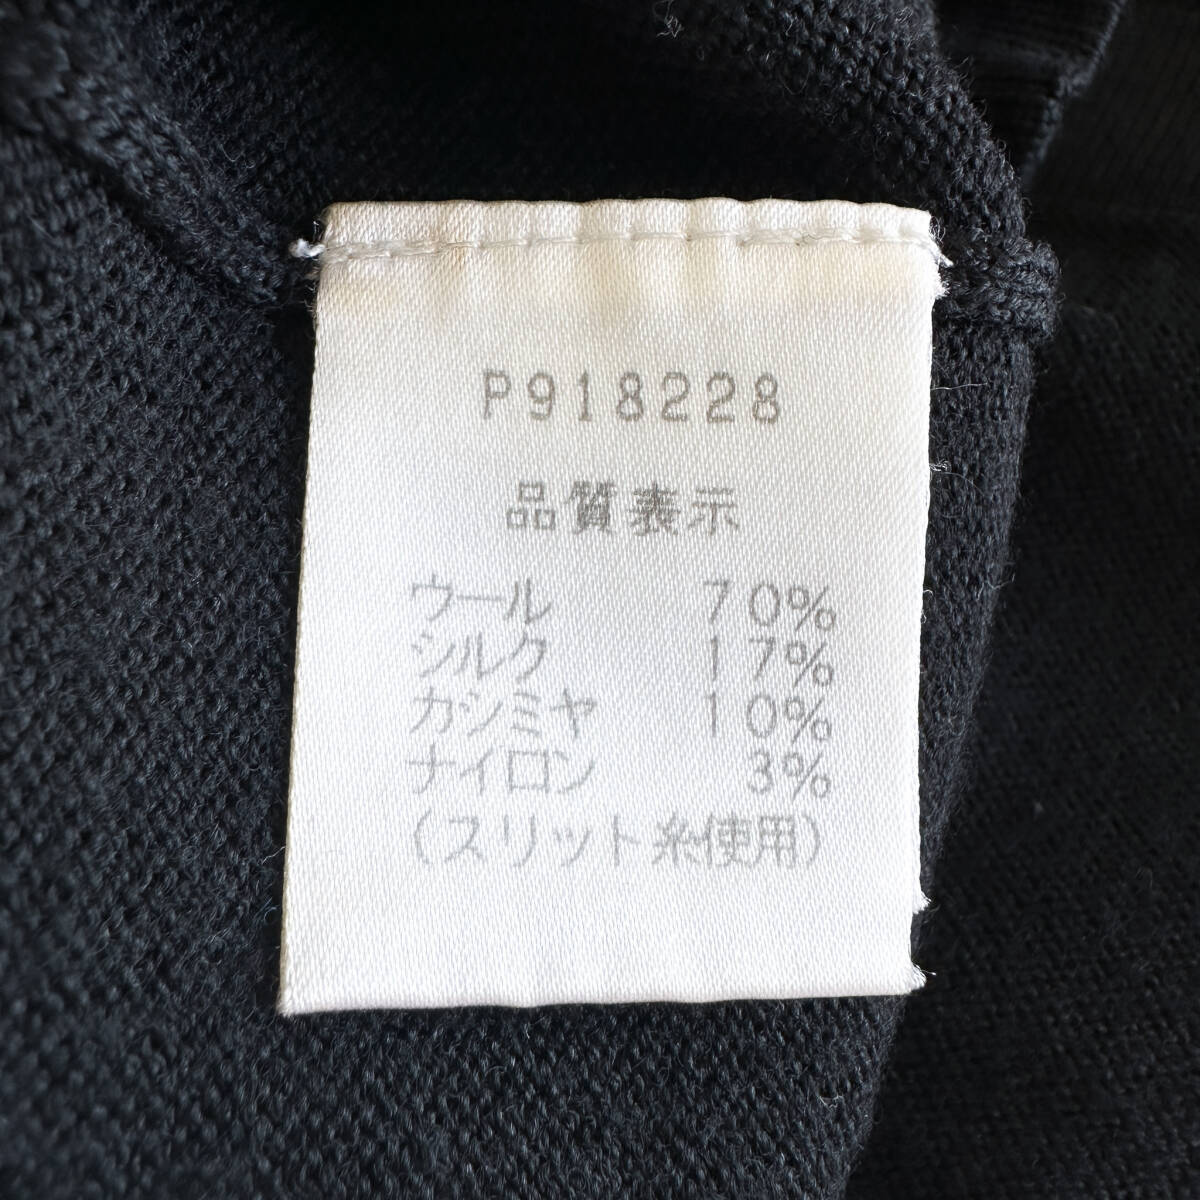 P918228
品質表示
ウール 70%
シルク 17%
カシミヤ 10%
ナイロン 3%
(スリット糸使用)